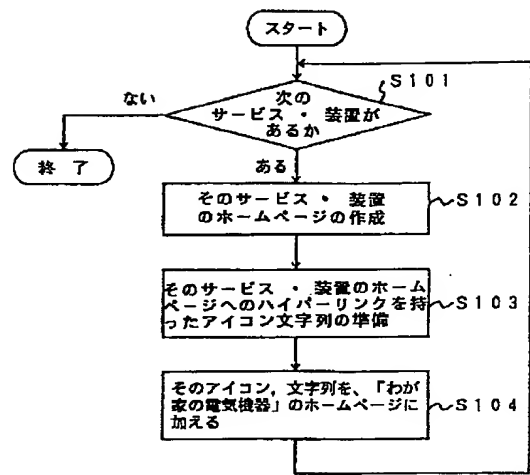 スタート
S101
次の
サービス・装置が
あるか
ない
終了
ある
そのサービス・装置
のホームページの作成
S102
そのサービス・装置のホーム
ページへのハイパーリンクを持
ったアイコン文字列の準備
S103
そのアイコン,文字列を、「わが
家の電気機器」のホームページに
加える
S104